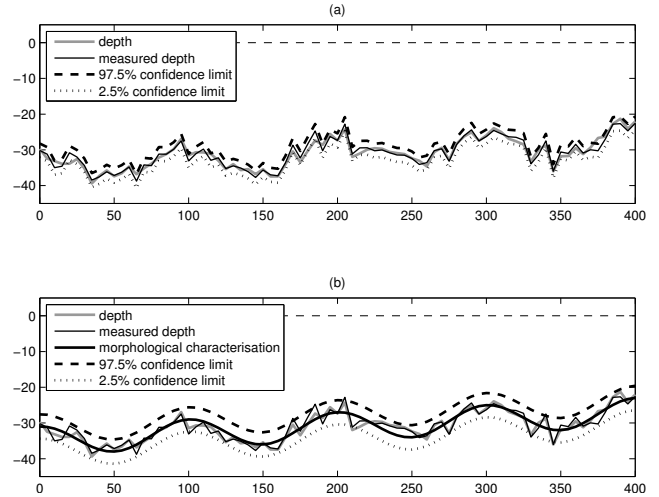 (a)
0
−10
−20
−30
−40
depth
measured depth
97.5% confidence limit
2.5% confidence limit
0 50 100 150 200 250 300 350 400
(b)
0
−10
−20
−30
−40
depth
measured depth
morphological characterisation
97.5% confidence limit
2.5% confidence limit
0 50 100 150 200 250 300 350 400